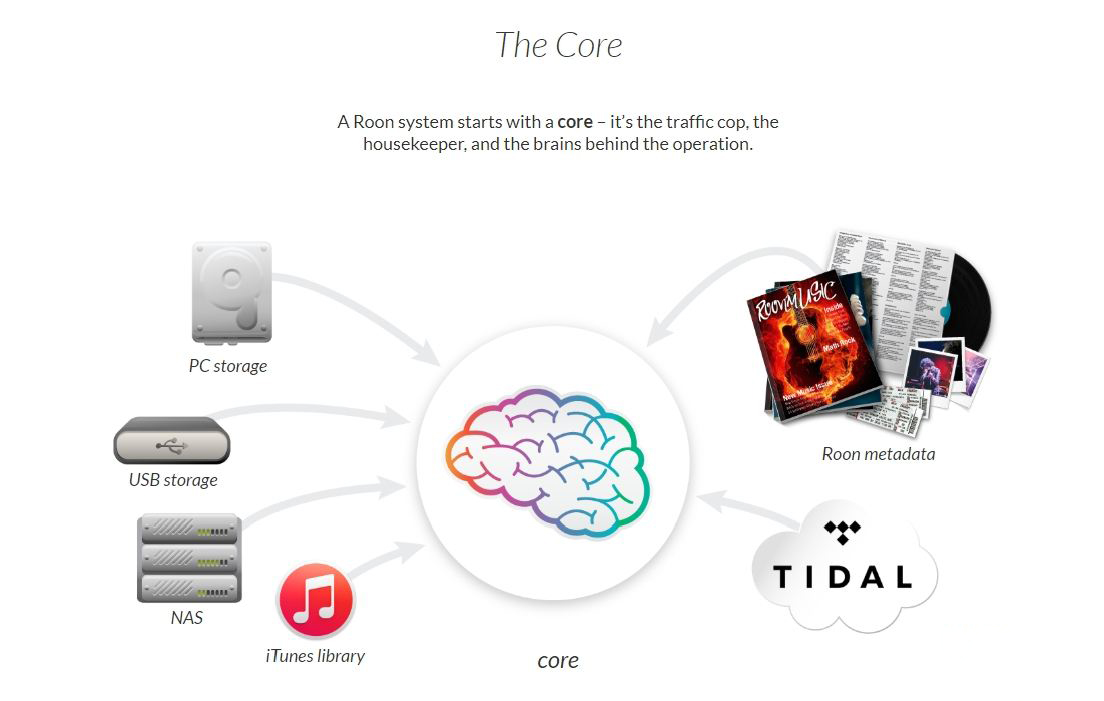 The Core
A Roon system starts with a core – it's the traffic cop, the
housekeeper, and the brains behind the operation.
PC storage
USB storage
NAS
iTunes library
core
ROONMUSIC
Inside
Math Rock
New Music Issue
Roon metadata
TIDAL